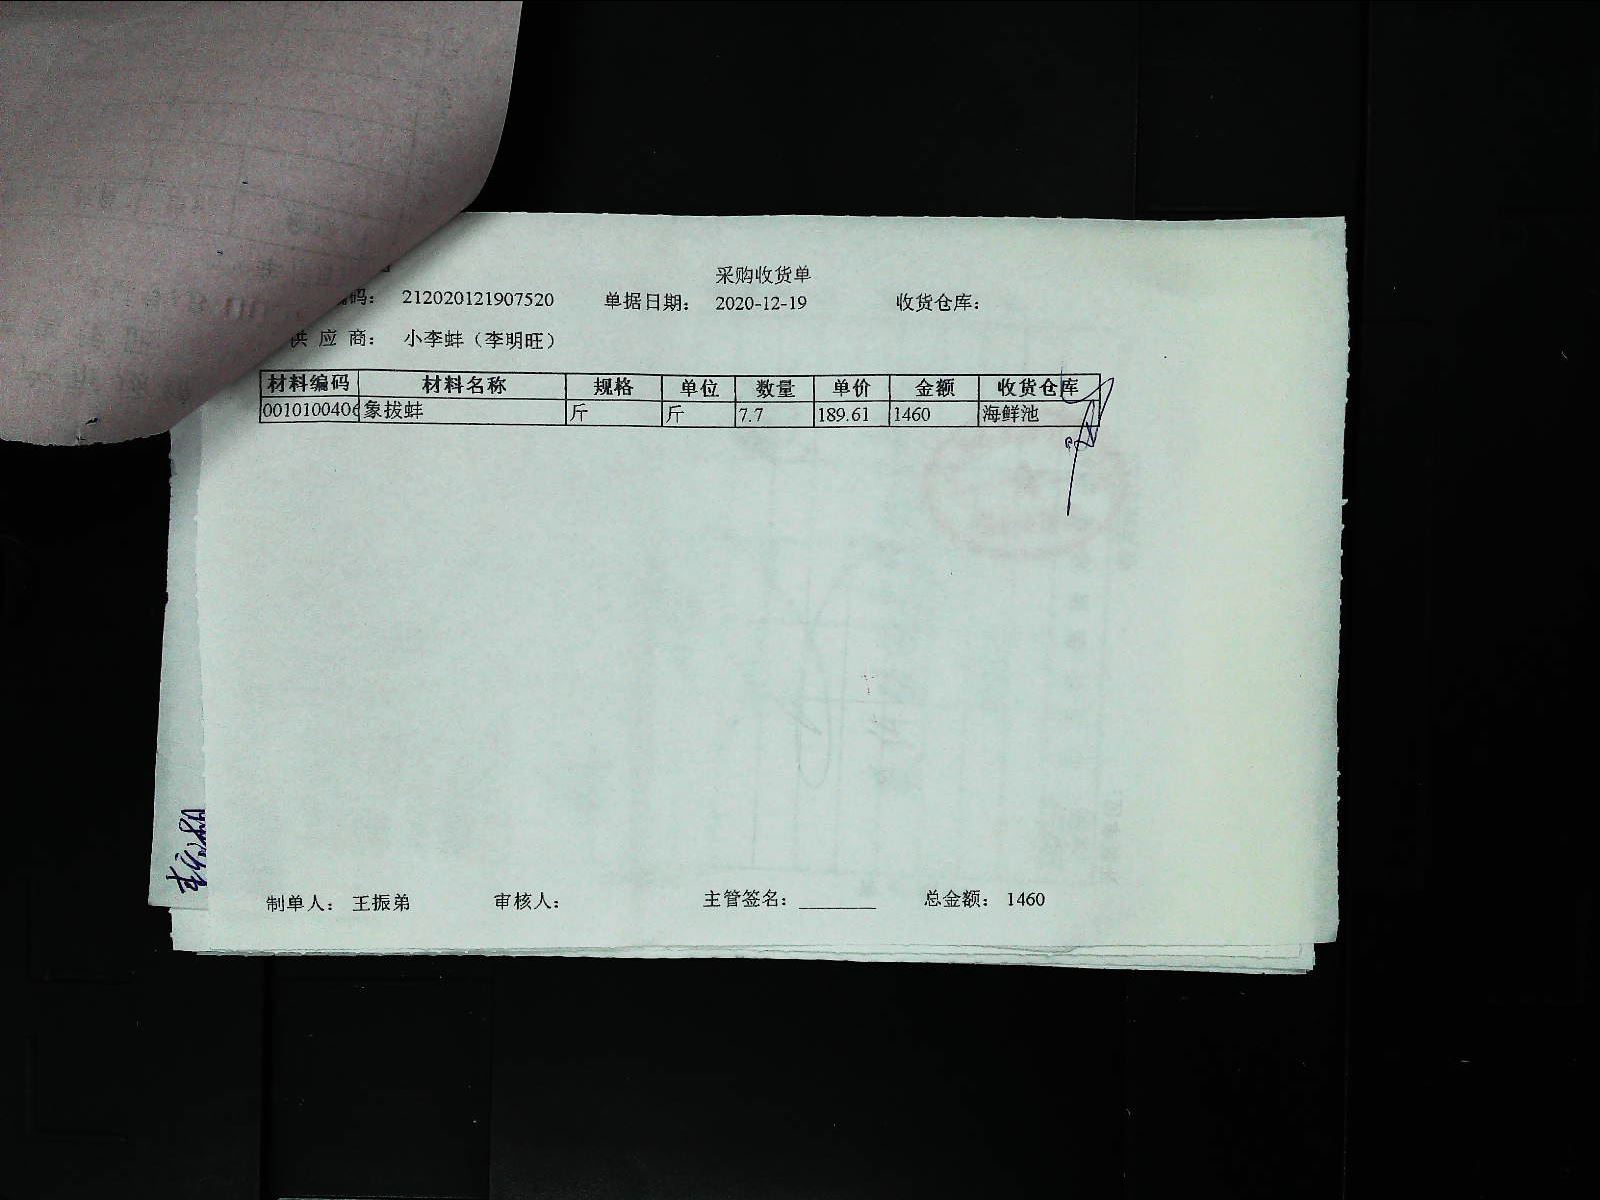 采购收货单
码： 212020121907520 单据日期： 2020-12-19 收货仓库：
供 应 商： 小李蚌（李明旺）
材料编码 材料名称 规格 单位 数量 单价 金额 收货仓库
0010100406 象拔蚌 斤 斤 7.7 189.61 1460 海鲜池
制单人： 王振弟 审核人： 主管签名： 总金额： 1460